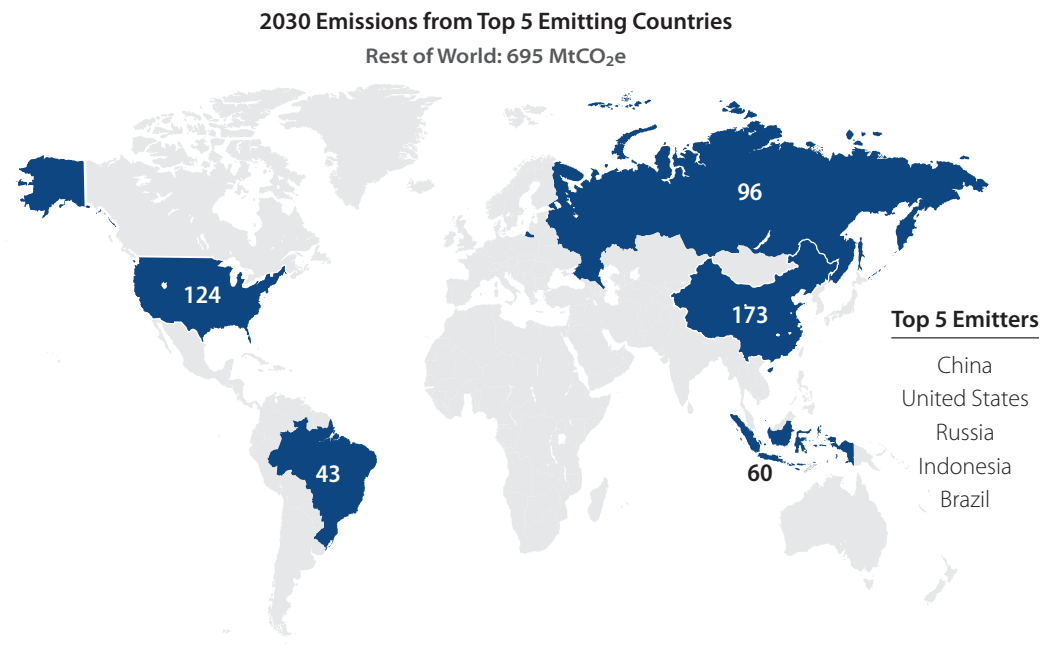 2030 Emissions from Top 5 Emitting Countries
Rest of World: 695 MtCO₂e
96
124
173
Top 5 Emitters
China
United States
Russia
Indonesia
Brazil
43
60